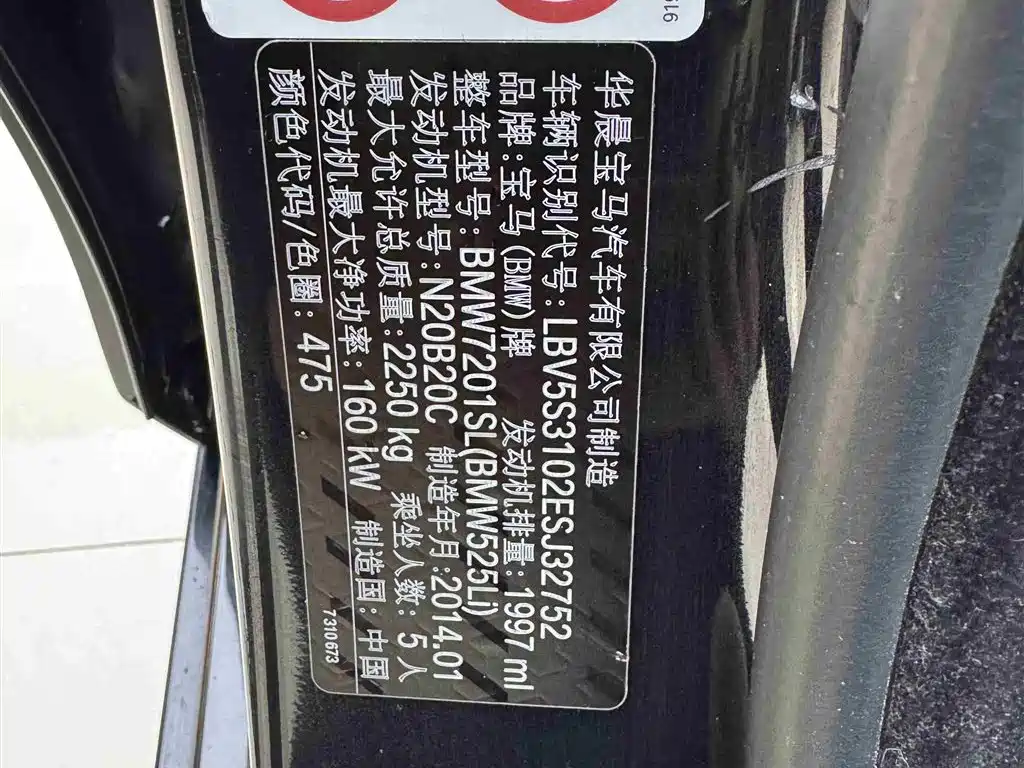 华晨宝马汽车有限公司制造
车辆识别代号:LBV5S3102ESJ32752
品牌:宝马(BMW)牌 发动机排量:1997 ml
整车型号:BMW7201SL(BMW525Li)
发动机型号:N20B20C 制造年月:2014.01
最大允许总质量:2250 kg 乘坐人数:5人
发动机最大净功率:160 kW 制造国:中国
颜色代码/色圈:475
7310673